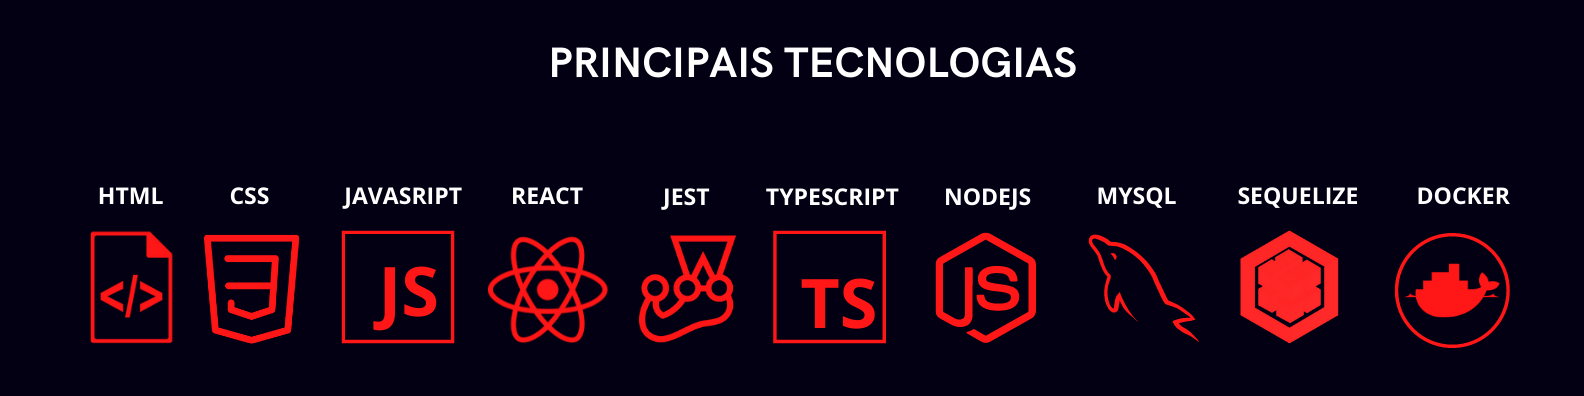 PRINCIPAIS TECNOLOGIAS
HTML CSS JAVASRIPT REACT JEST TYPESCRIPT NODEJS MYSQL SEQUELIZE DOCKER
</> JS TS JS